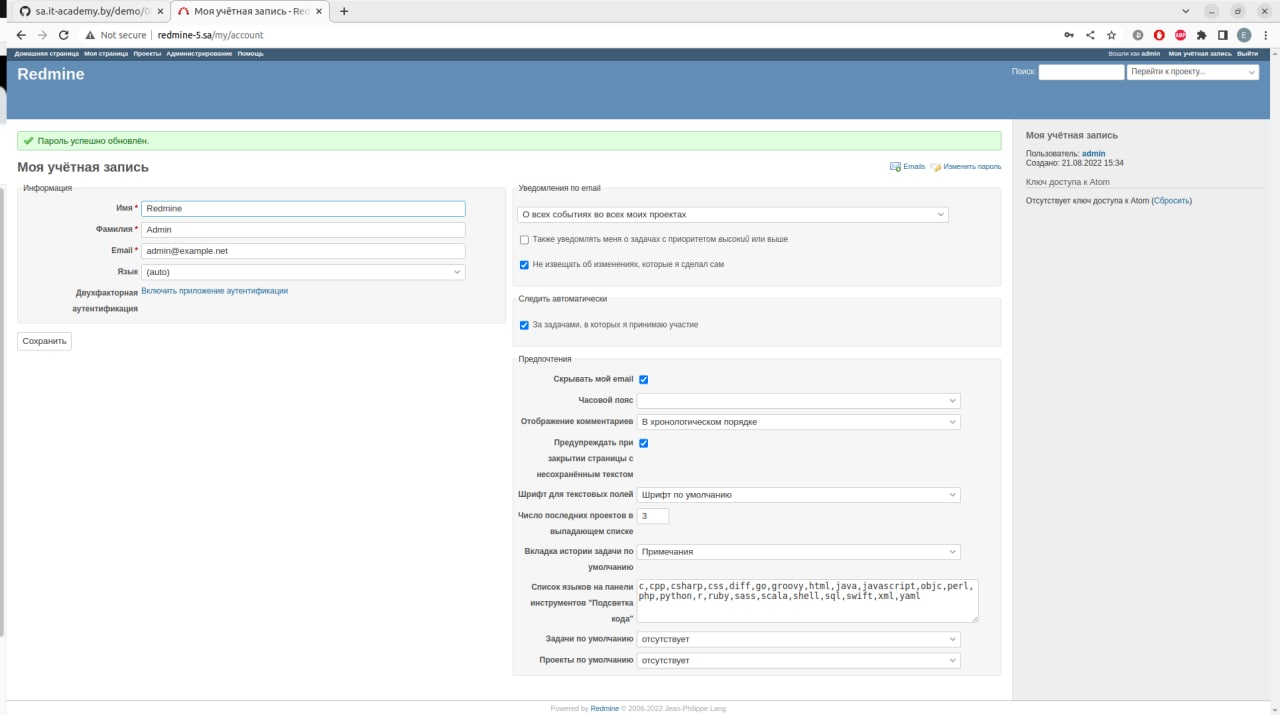 sa.it-academy.by/demo/0
Моя учётная запись - Red
Not secure | redmine-5.sa/my/account
Домашняя страница Моя страница Проекты Администрирование Помощь
Вошли как admin Моя учётная запись Выйти
Redmine
Поиск:
Перейти к проекту...
Пароль успешно обновлён.
Моя учётная запись
Emails Изменить пароль
Информация
Имя * Redmine
Фамилия * Admin
Email * admin@example.net
Язык (auto)
Двухфакторная Включить приложение аутентификации
аутентификация
Сохранить
Уведомления по email
О всех событиях во всех моих проектах
Также уведомлять меня о задачах с приоритетом высокий или выше
Не извещать об изменениях, которые я сделал сам
Следить автоматически
За задачами, в которых я принимаю участие
Предпочтения
Скрывать мой email
Часовой пояс
Отображение комментариев В хронологическом порядке
Предупреждать при
закрытии страницы с
несохранённым текстом
Шрифт для текстовых полей Шрифт по умолчанию
Число последних проектов в 3
выпадающем списке
Вкладка истории задачи по Примечания
умолчанию
Список языков на панели
инструментов "Подсветка
кода"
c,cpp,csharp,css,diff,go,groovy,html,java,javascript,objc,perl,
php,python,r,ruby,sass,scala,shell,sql,swift,xml,yaml
Задачи по умолчанию отсутствует
Проекты по умолчанию отсутствует
Моя учётная запись
Пользователь: admin
Создано: 21.08.2022 15:34
Ключ доступа к Atom
Отсутствует ключ доступа к Atom (Сбросить)
Powered by Redmine © 2006-2022 Jean-Philippe Lang
ABP
E